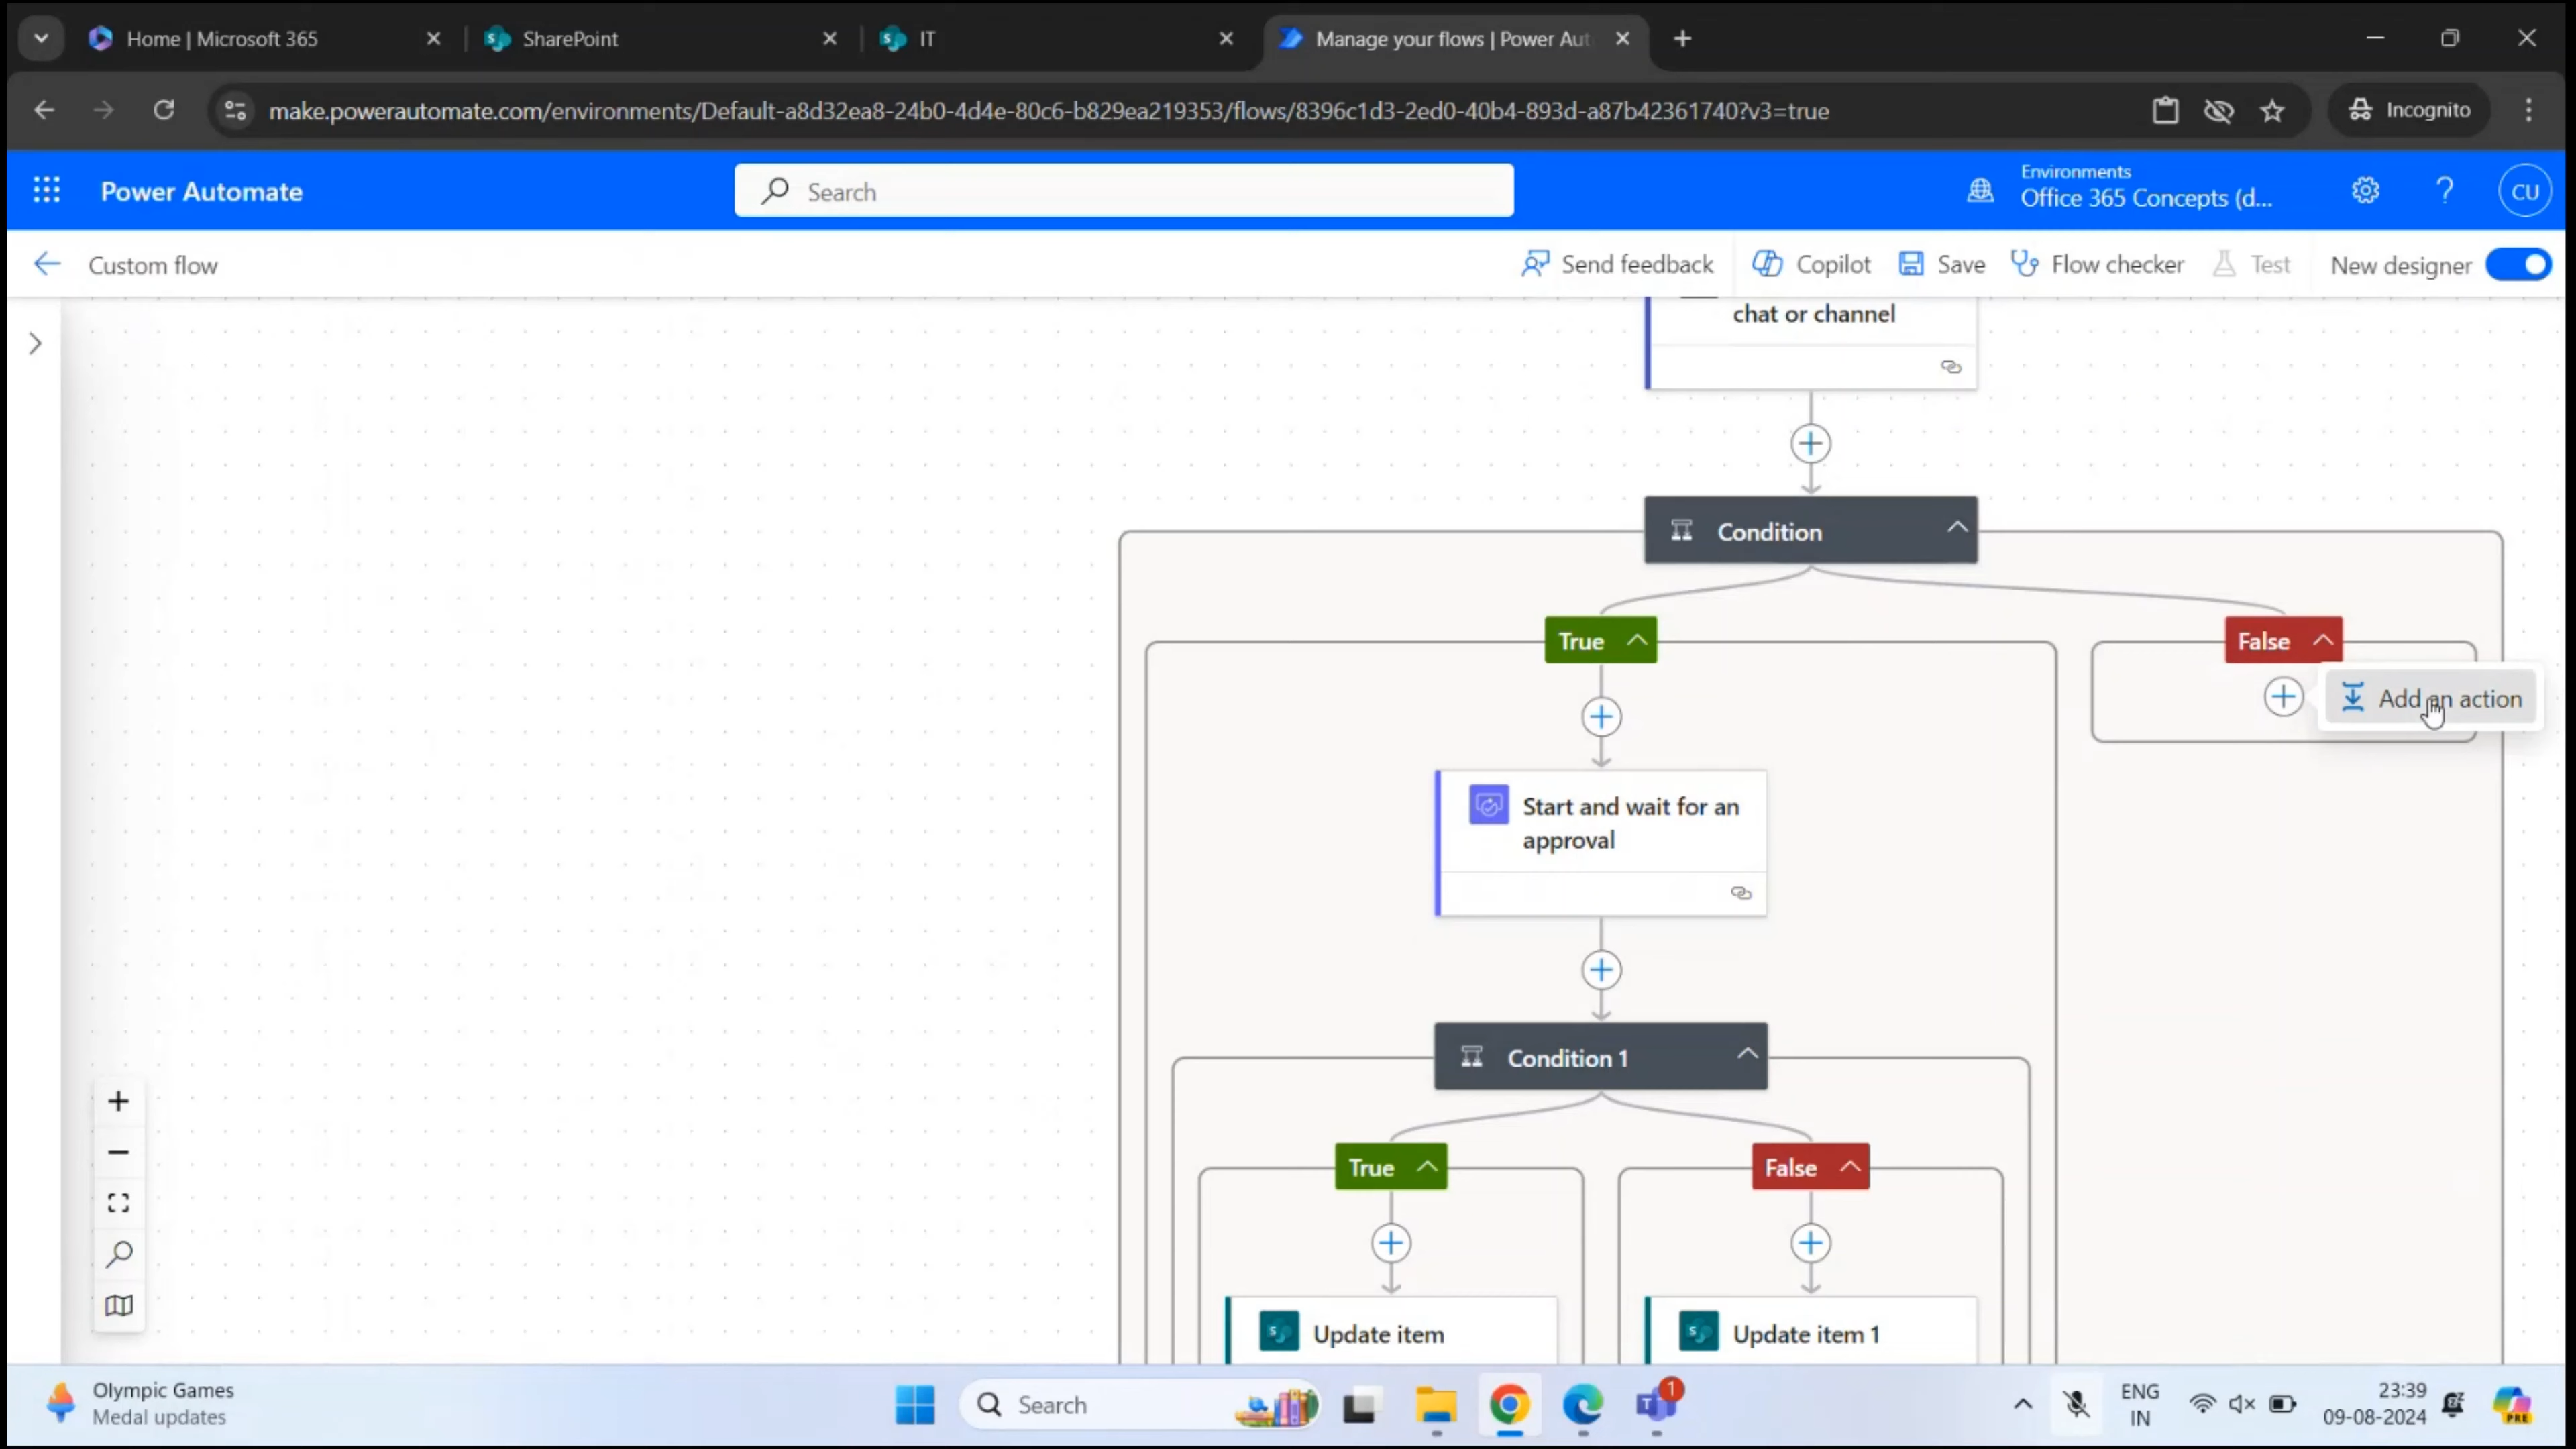 Home | Microsoft 365
SharePoint
IT
Manage your flows | Power Aut
make.powerautomate.com/environments/Default-a8d32ea8-24b0-4d4e-80c6-b829ea219353/flows/8396c1d3-2ed0-40b4-893d-a87b42361740?v3=true
Incognito
Power Automate
Search
Environments
Office 365 Concepts (d...
CU
Custom flow
Send feedback
Copilot
Save
Flow checker
Test
New designer
chat or channel
Condition
True
False
Add an action
Start and wait for an
approval
Condition 1
True
False
Update item
Update item 1
Olympic Games
Medal updates
Search
1
ENG
IN
23:39
09-08-2024
PRE